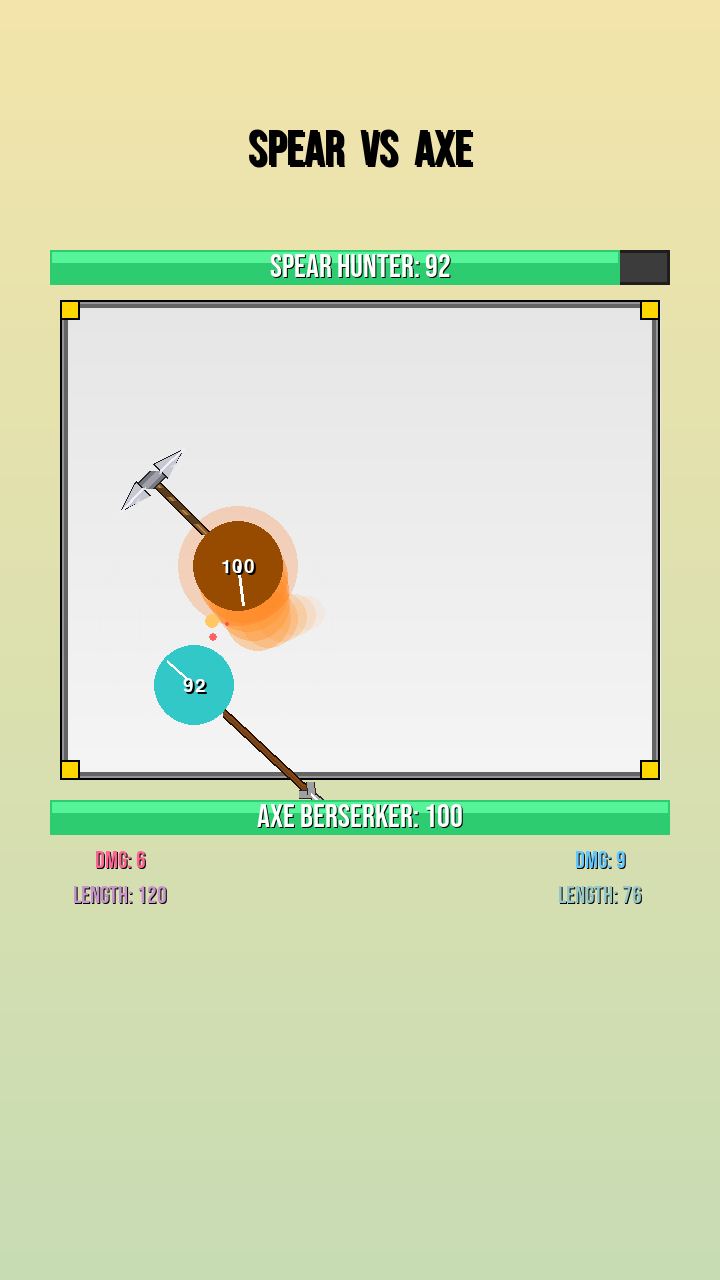 SPEAR VS AXE
SPEAR HUNTER: 92
100
92
AXE BERSERKER: 100
DMG: 6
DMG: 9
LENGTH: 120
LENGTH: 76